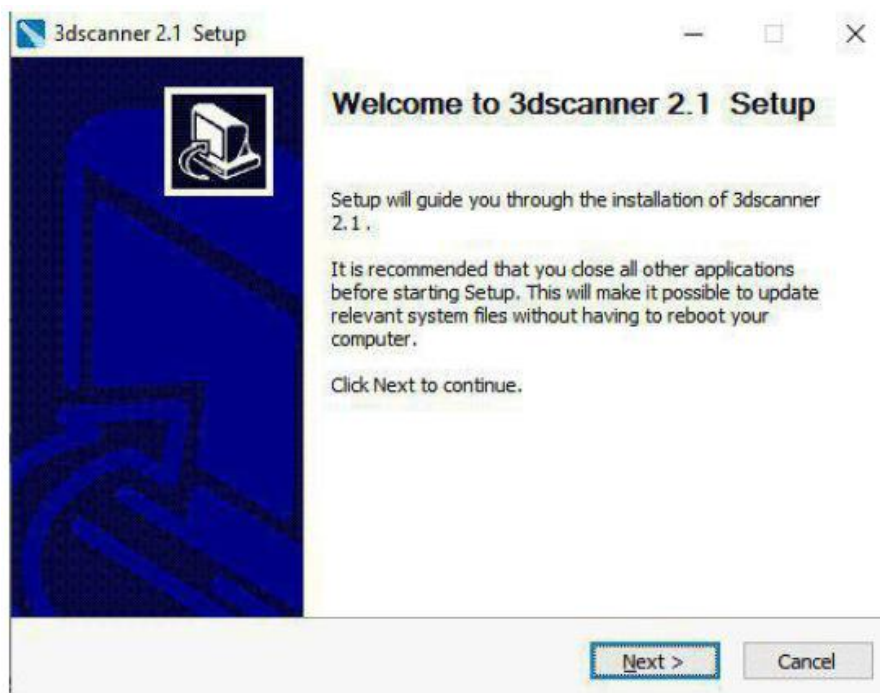 3dscanner 2.1 Setup
Welcome to 3dscanner 2.1 Setup
Setup will guide you through the installation of 3dscanner
2.1.
It is recommended that you close all other applications
before starting Setup. This will make it possible to update
relevant system files without having to reboot your
computer.
Click Next to continue.
Next >
Cancel